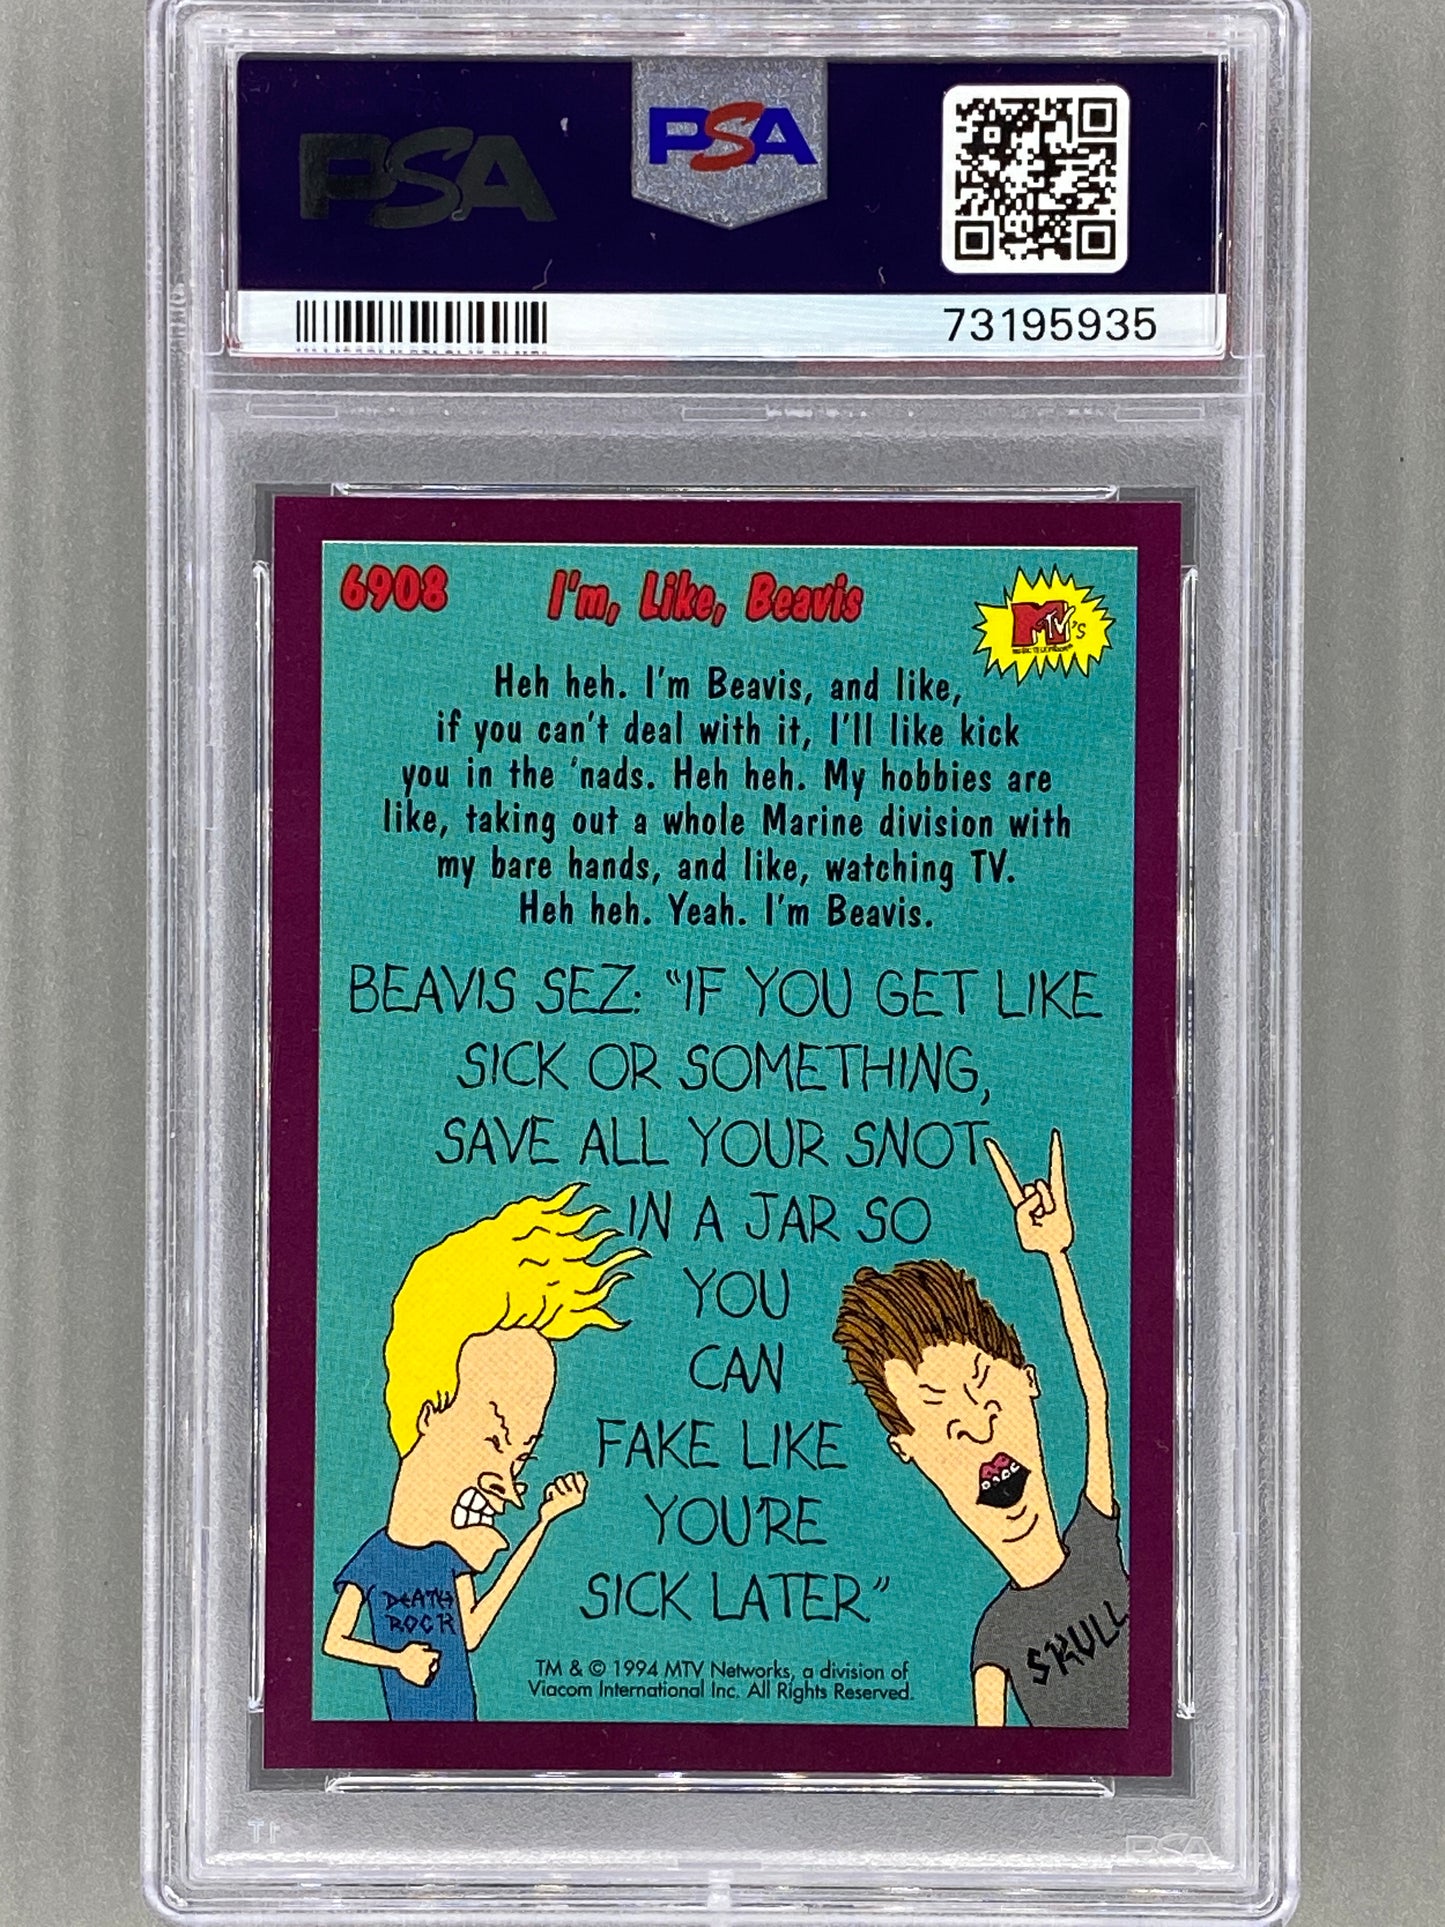 PSA
PSA
73195935
6908
I'm, Like, Beavis
MTV's
Heh heh. I'm Beavis, and like,
if you can't deal with it, I'll like kick
you in the 'nads. Heh heh. My hobbies are
like, taking out a whole Marine division with
my bare hands, and like, watching TV.
Heh heh. Yeah. I'm Beavis.
BEAVIS SEZ: "IF YOU GET LIKE
SICK OR SOMETHING,
SAVE ALL YOUR SNOT
IN A JAR SO
YOU
CAN
FAKE LIKE
YOU'RE
SICK LATER."
DEATH
ROCK
SKULL
TM & © 1994 MTV Networks, a division of
Viacom International Inc. All Rights Reserved.
PSA